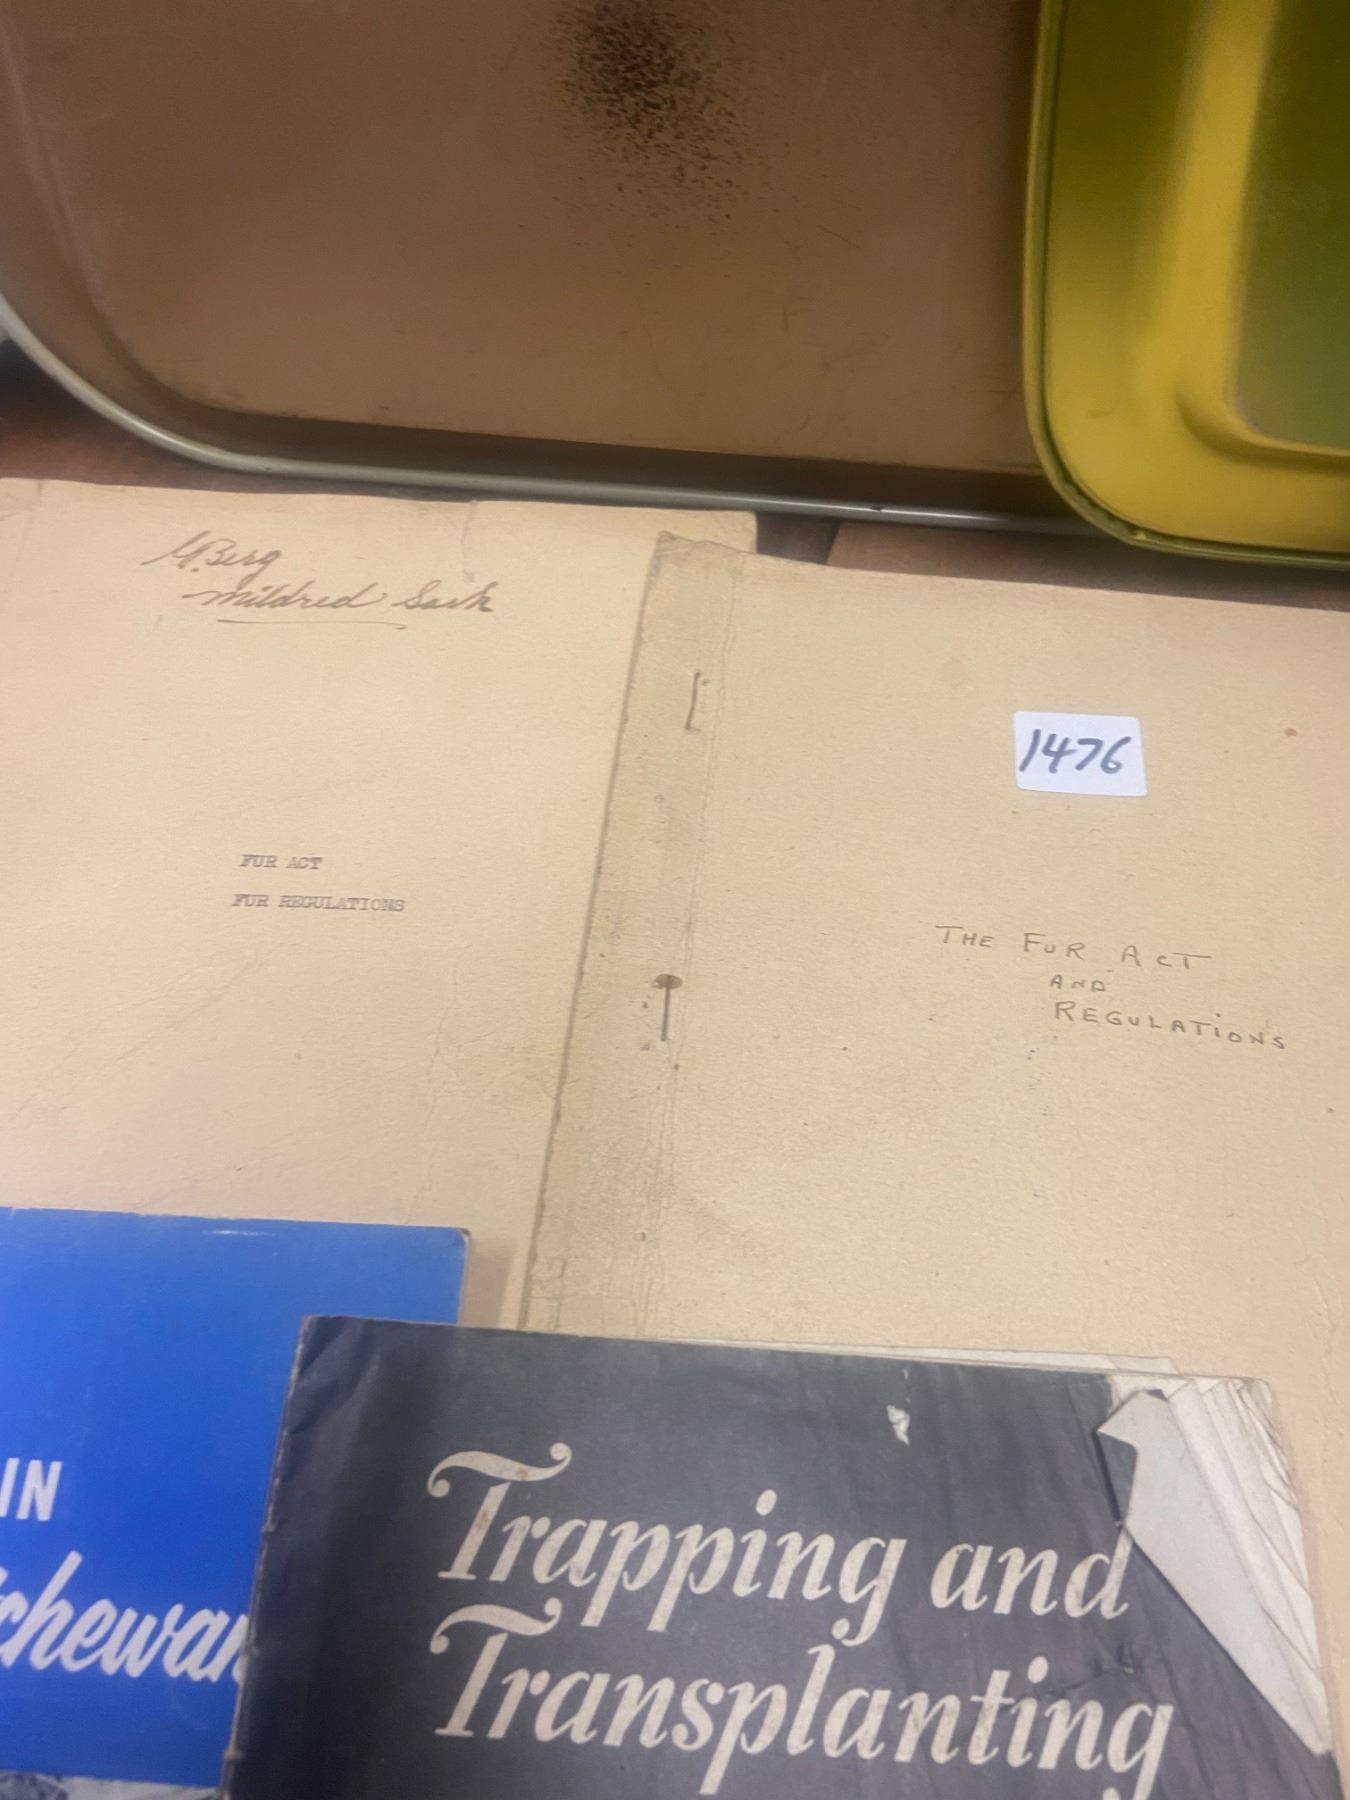 G. Berg
Mildred Sask
FUR ACT
FUR REGULATIONS
1476
THE FUR ACT
AND
REGULATIONS
IN
chewan
Trapping and
Transplanting